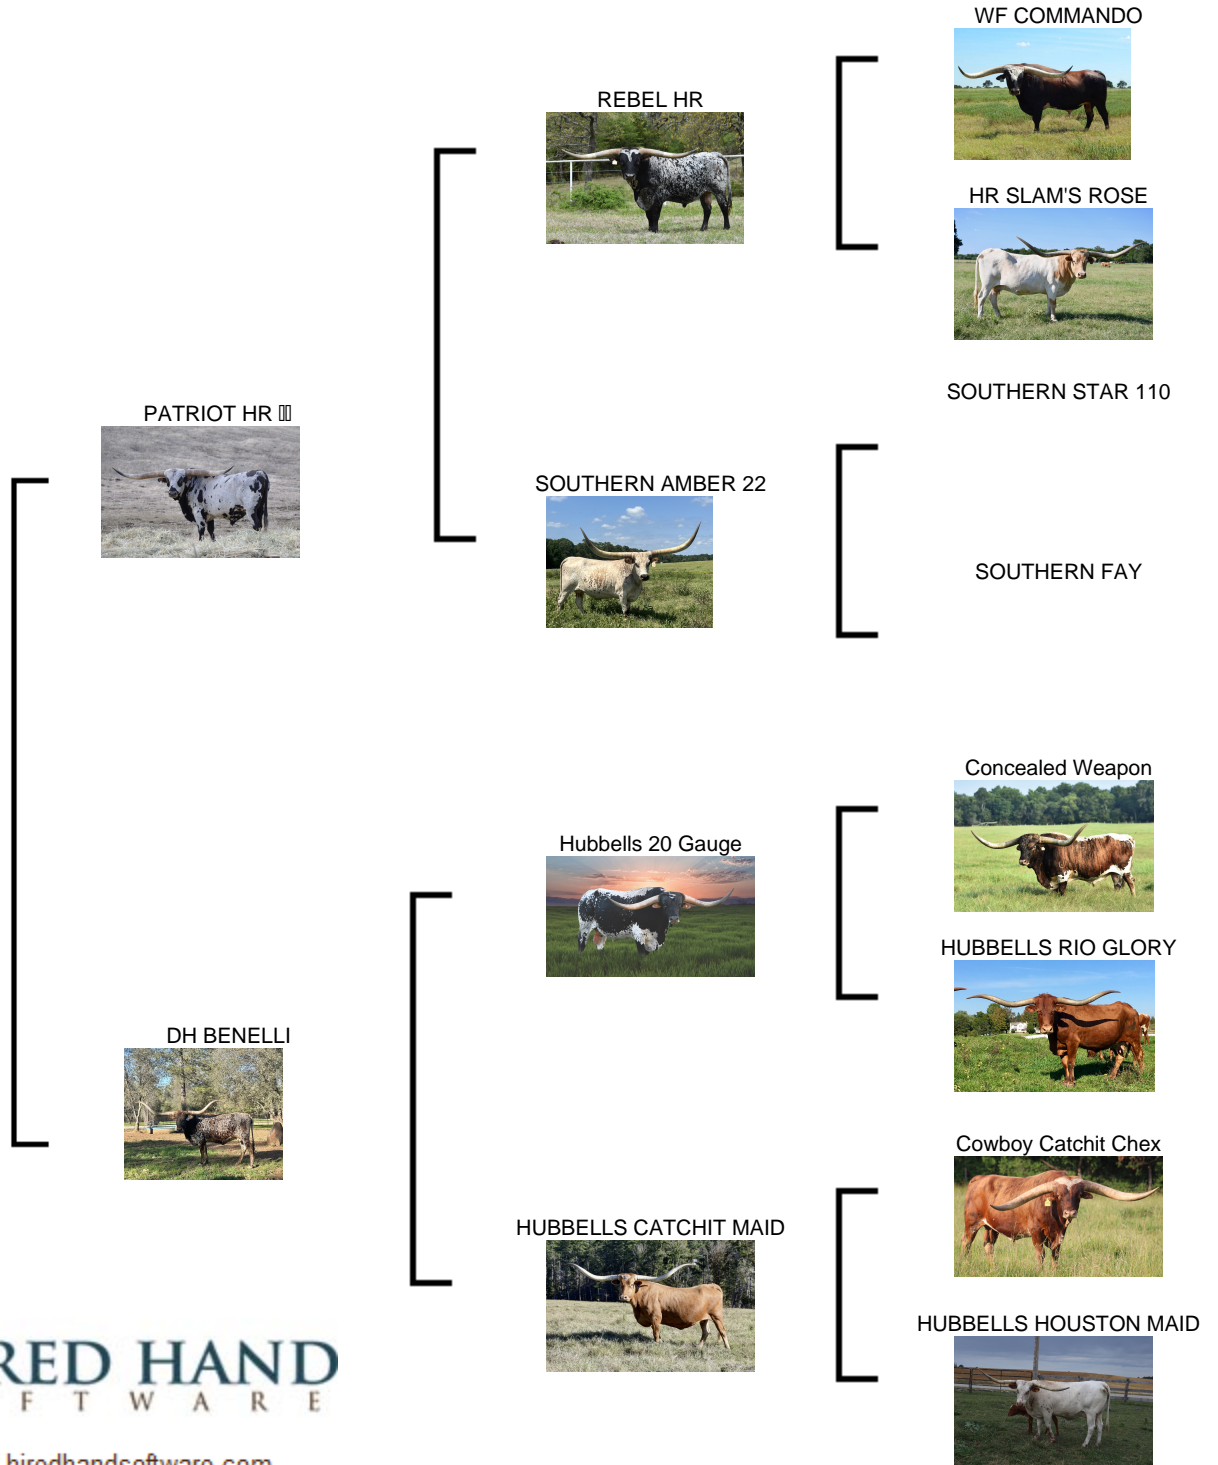 WF COMMANDO
REBEL HR
HR SLAM'S ROSE
SOUTHERN STAR 110
PATRIOT HR
SOUTHERN AMBER 22
SOUTHERN FAY
Concealed Weapon
Hubbells 20 Gauge
HUBBELLS RIO GLORY
DH BENELLI
Cowboy Catchit Chex
HUBBELLS CATCHIT MAID
HUBBELLS HOUSTON MAID
RED HAND
F T W A R E
hiredhandsoftware.com